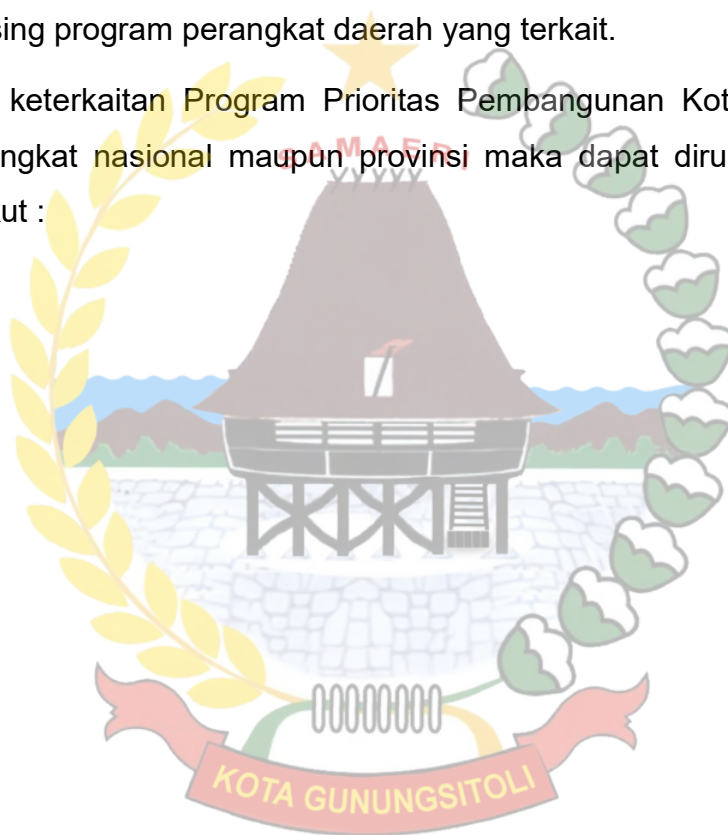 sing program perangkat daerah yang terkait.
keterkaitan Program Prioritas Pembangunan Kot
ngkat nasional maupun provinsi maka dapat diru
ut :
SAMAERI
KOTA GUNUNGSITOLI